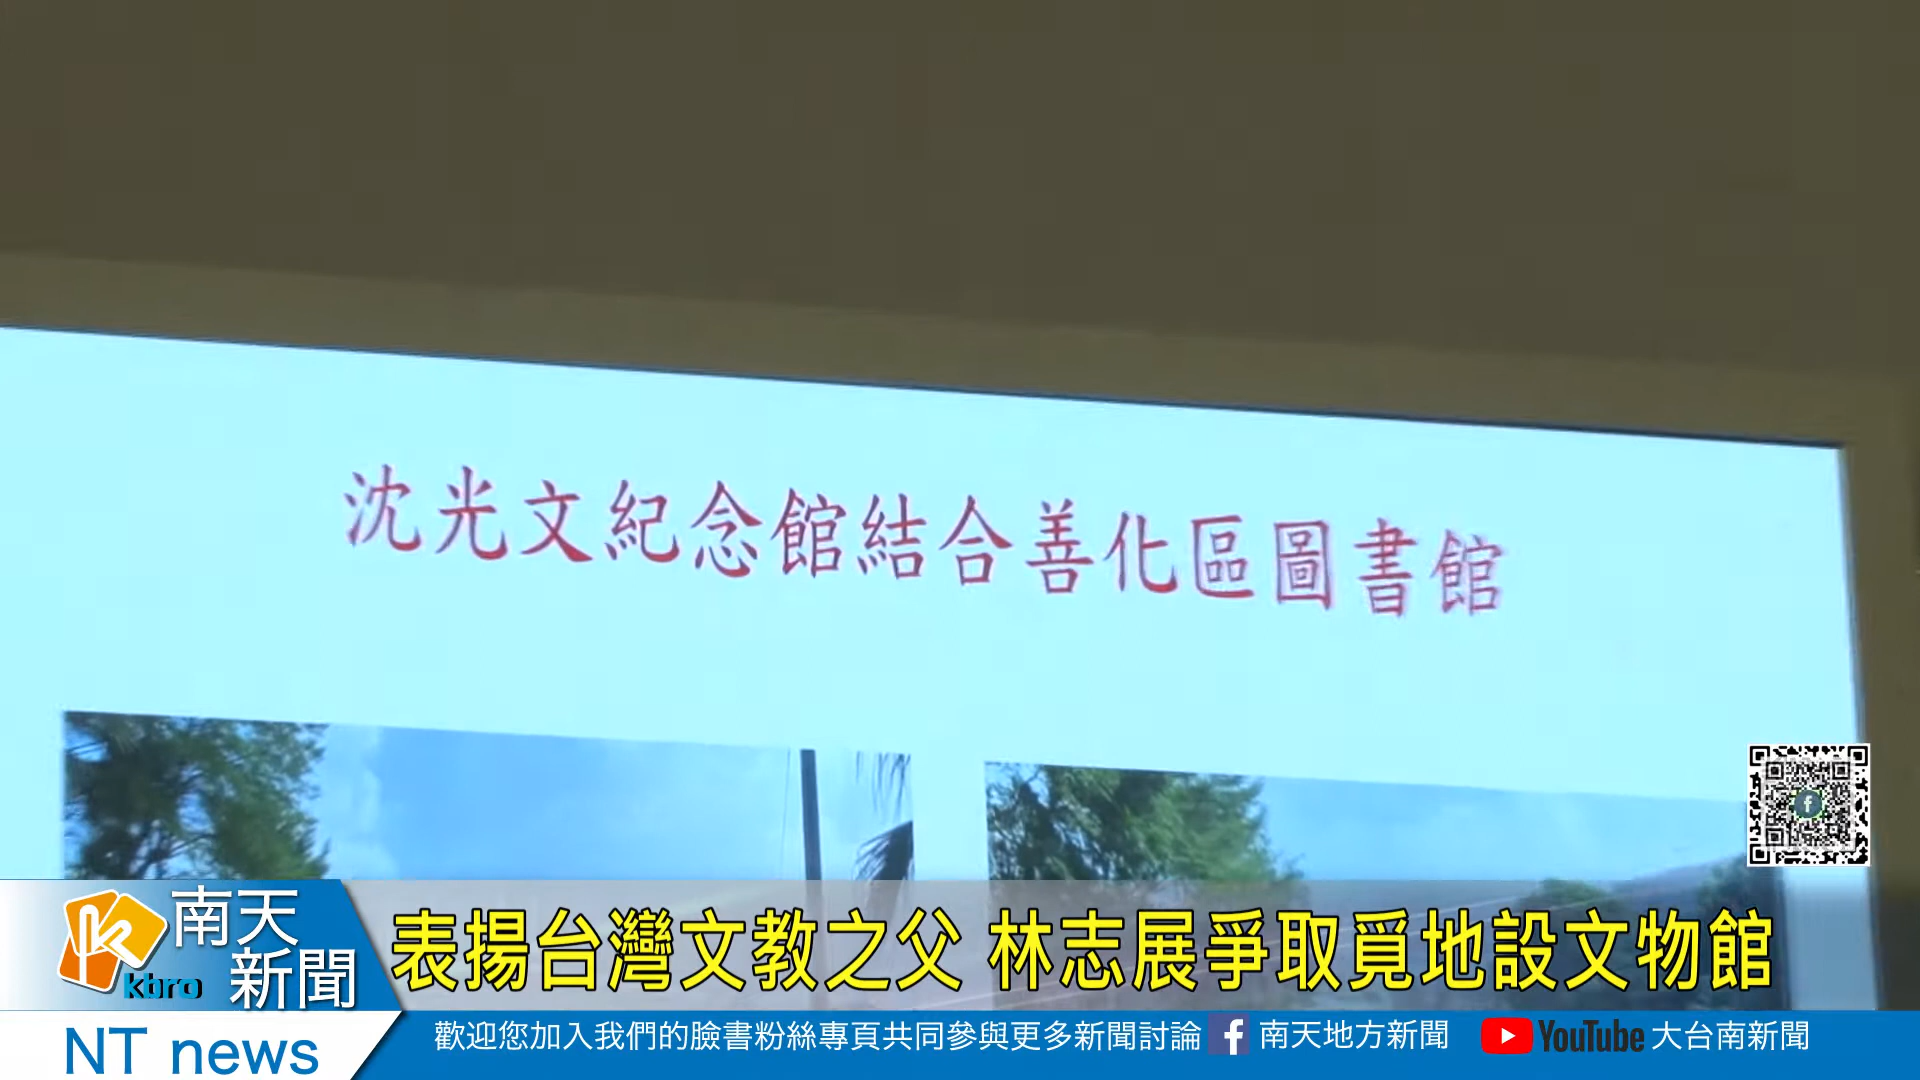 沈光文紀念館結合善化區圖書館
南天
新聞
kbro
表揚台灣文教之父 林志展爭取覓地設文物館
NT news
歡迎您加入我們的臉書粉絲專頁共同參與更多新聞討論 f 南天地方新聞 YouTube 大台南新聞